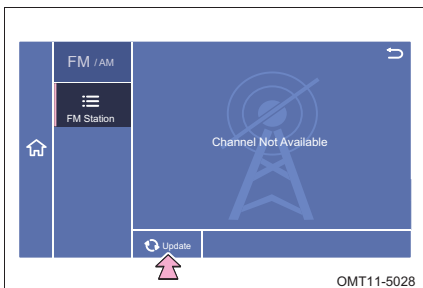 FM / AM
FM Station
Channel Not Available
Update
OMT11-5028